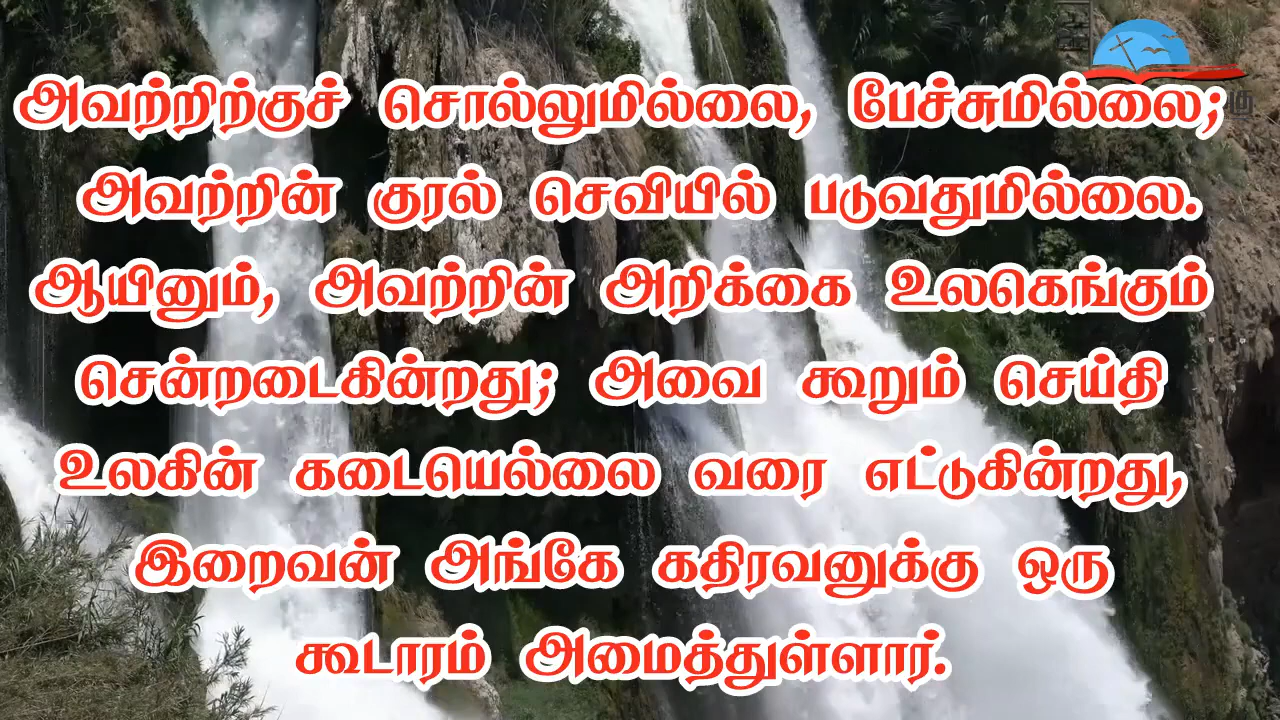 அவற்றிற்குச் சொல்லுமில்லை, பேச்சுமில்லை;
அவற்றின் குரல் செவியில் படுவதுமில்லை.
ஆயினும், அவற்றின் அறிக்கை உலகெங்கும்
சென்றடைகின்றது; அவை கூறும் செய்தி
உலகின் கடையெல்லை வரை எட்டுகின்றது,
இறைவன் அங்கே கதிரவனுக்கு ஒரு
கூடாரம் அமைத்துள்ளார்.